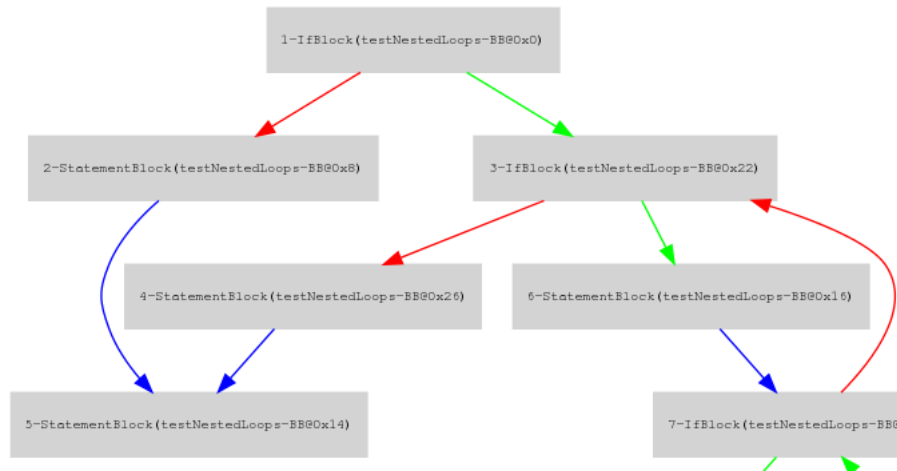 1-IfBlock(testNestedLoops-BB@0x0)
2-StatementBlock(testNestedLoops-BB@0x8)
3-IfBlock(testNestedLoops-BB@0x22)
4-StatementBlock(testNestedLoops-BB@0x26)
6-StatementBlock(testNestedLoops-BB@0x16)
5-StatementBlock(testNestedLoops-BB@0x14)
7-IfBlock(testNestedLoops-BB@